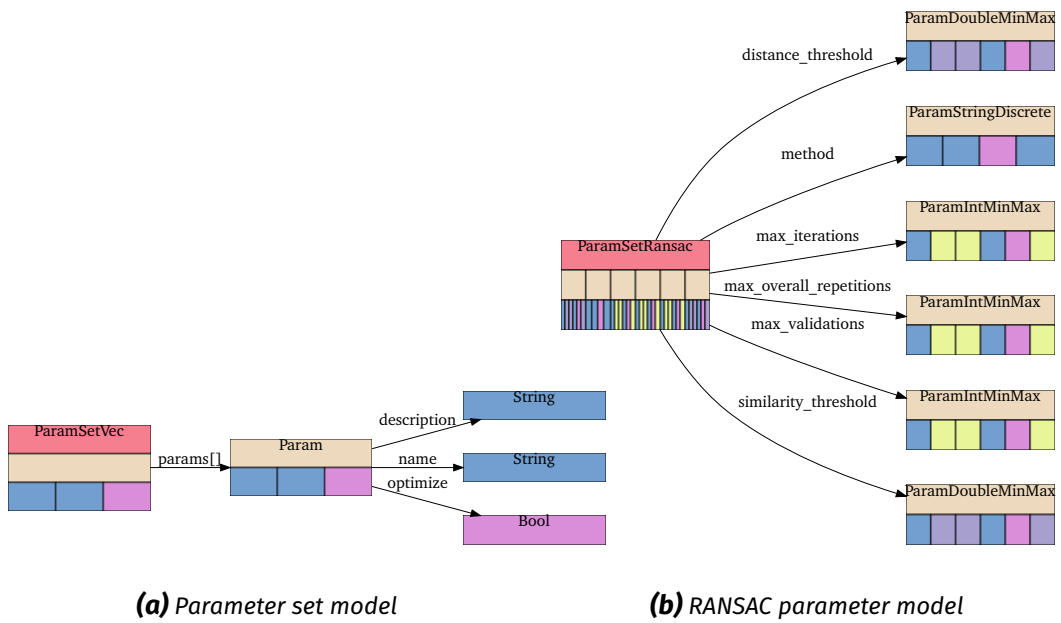 ParamSetVec
params[]
Param
description
name
optimize
String
String
Bool
(a) Parameter set model
ParamSetRansac
distance_threshold
method
max_iterations
max_overall_repetitions
max_validations
similarity_threshold
ParamDoubleMinMax
ParamStringDiscrete
ParamIntMinMax
ParamIntMinMax
ParamIntMinMax
ParamDoubleMinMax
(b) RANSAC parameter model